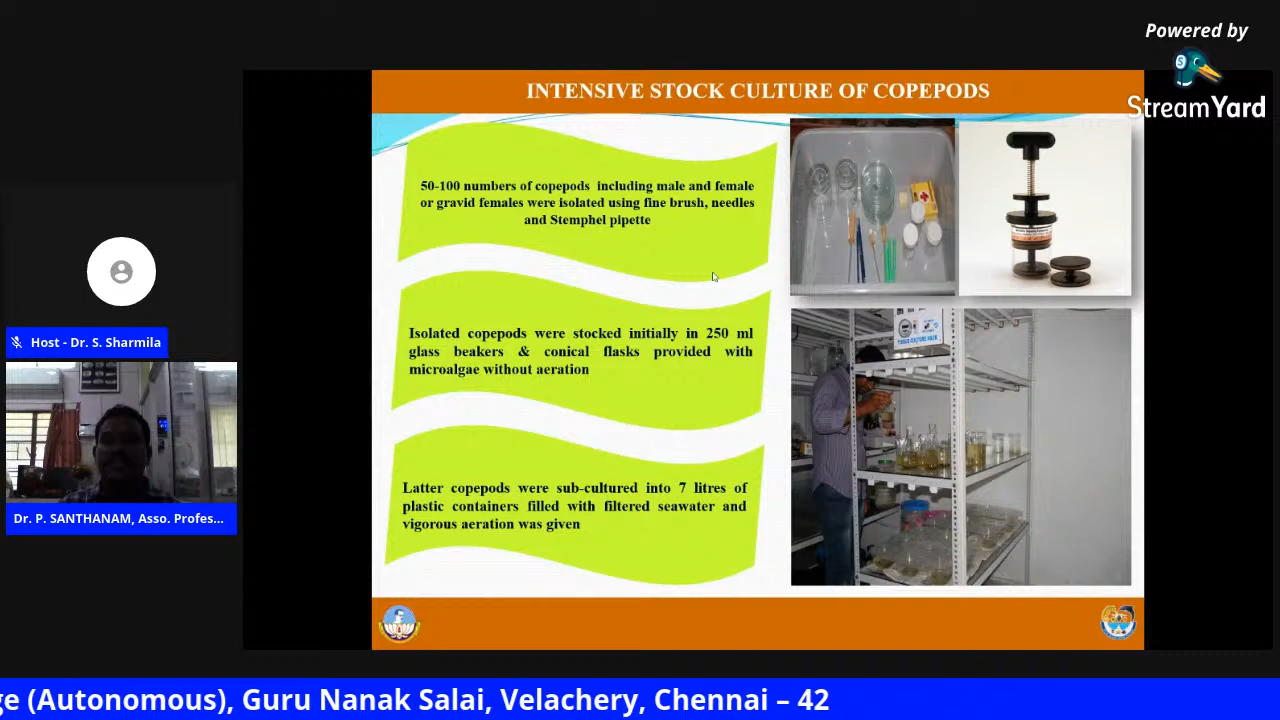 Powered by
StreamYard
INTENSIVE STOCK CULTURE OF COPEPODS
50-100 numbers of copepods including male and female
or gravid females were isolated using fine brush, needles
and Stemphel pipette
Isolated copepods were stocked initially in 250 ml
glass beakers & conical flasks provided with
microalgae without aeration
Latter copepods were sub-cultured into 7 litres of
plastic containers filled with filtered seawater and
vigorous aeration was given
Host - Dr. S. Sharmila
Dr. P. SANTHANAM, Asso. Profes...
ge (Autonomous), Guru Nanak Salai, Velachery, Chennai – 42